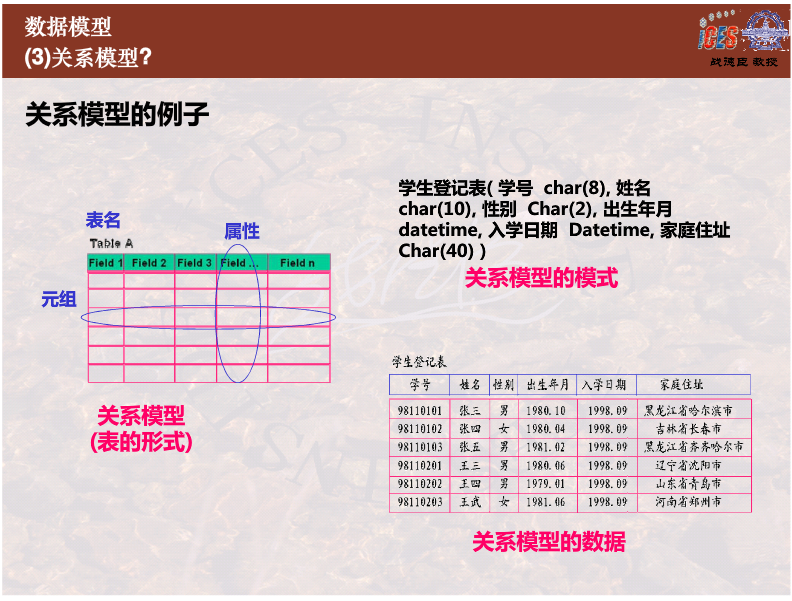 数据模型
(3)关系模型?
iCES
战德臣 教授
关系模型的例子
学生登记表( 学号 char(8), 姓名
char(10), 性别 Char(2), 出生年月
datetime, 入学日期 Datetime, 家庭住址
Char(40) )
关系模型的模式
表名
属性
Table A
Field 1 Field 2 Field 3 Field ... Field n
元组
关系模型
(表的形式)
学生登记表
学号 姓名 性别 出生年月 入学日期 家庭住址
98110101 张三 男 1980.10 1998.09 黑龙江省哈尔滨市
98110102 张四 女 1980.04 1998.09 吉林省长春市
98110103 张五 男 1981.02 1998.09 黑龙江省齐齐哈尔市
98110201 王三 男 1980.06 1998.09 辽宁省沈阳市
98110202 王四 男 1979.01 1998.09 山东省青岛市
98110203 王武 女 1981.06 1998.09 河南省郑州市
关系模型的数据